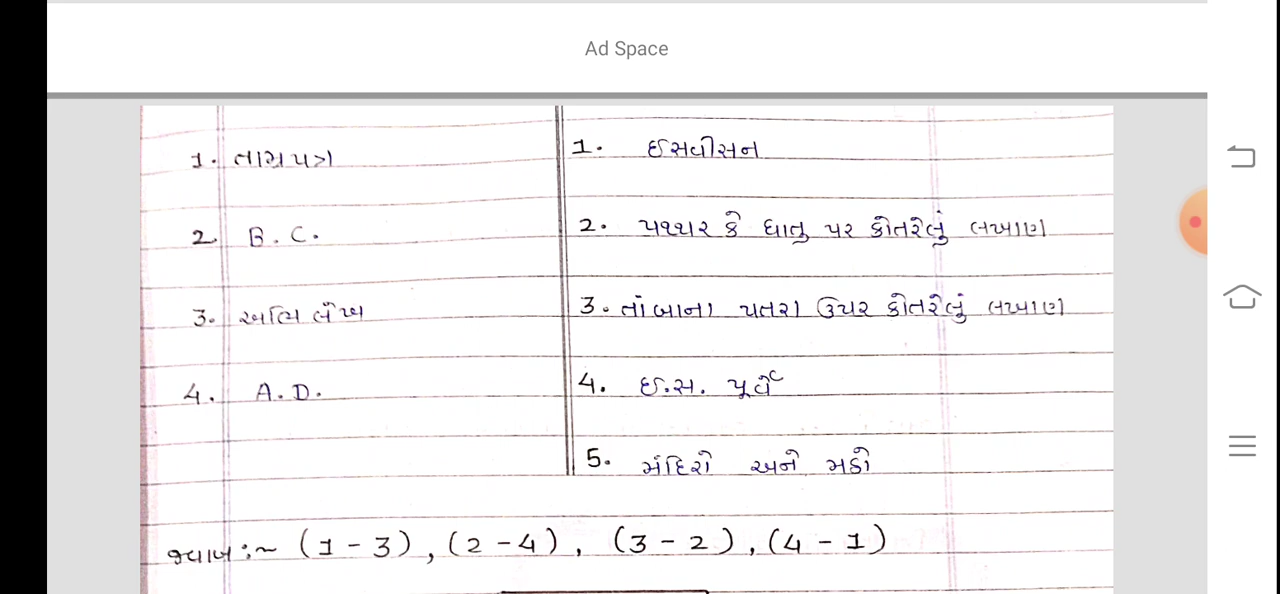 Ad Space
1. તામ્રપત્ર 1. ઈસવીસન
2. B.C. 2. પથ્થર કે ધાતુ પર કોતરેલું લખાણ
3. અભિલેખ 3. તાંબાના પતરા ઉપર કોતરેલું લખાણ
4. A.D. 4. ઈ.સ. પૂર્વે
5. મંદિરો અને મઠો
જવાબ :~ (1-3), (2-4), (3-2), (4-1)